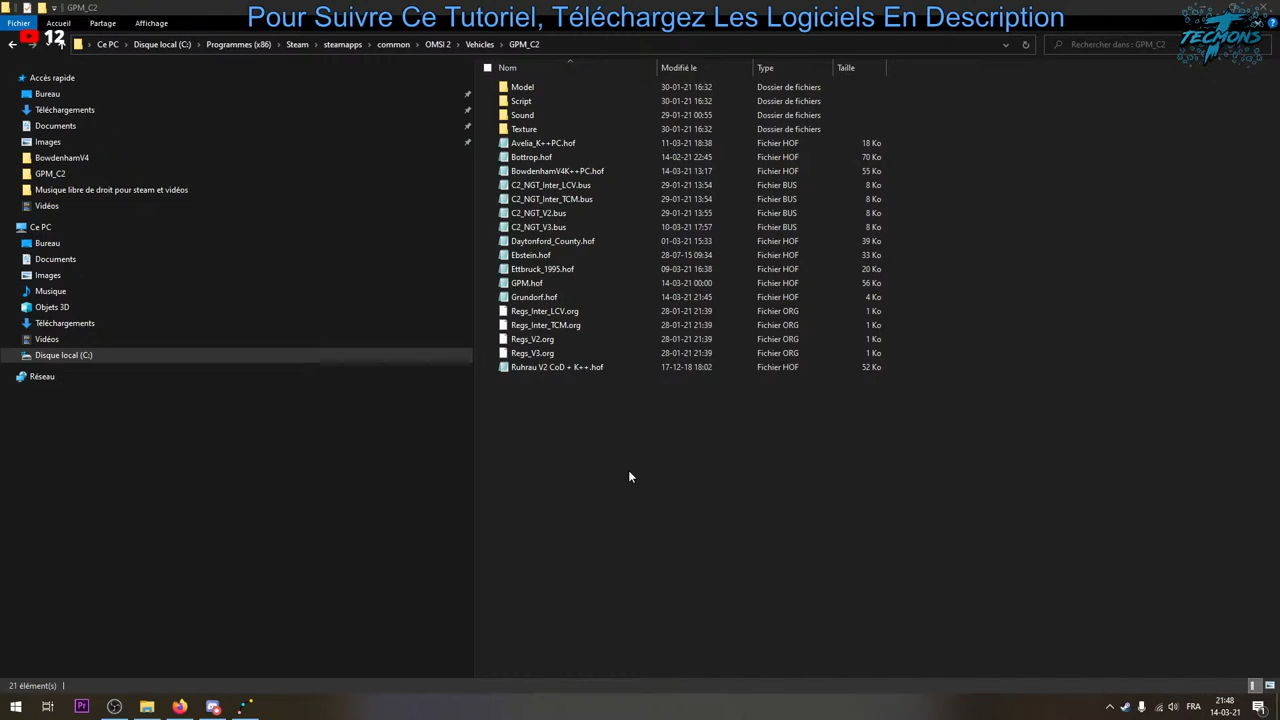 GPM_C2
Pour Suivre Ce Tutoriel, Téléchargez Les Logiciels En Description
Fichier Accueil Partage Affichage
TECMONS
12
Ce PC Disque local (C:) Programmes (x86) Steam steamapps common OMSI 2 Vehicles GPM_C2
Rechercher dans : GPM_C2
Nom Modifié le Type Taille
Accès rapide
Bureau
Téléchargements
Documents
Images
BowdenhamV4
GPM_C2
Musique libre de droit pour steam et vidéos
Vidéos
Ce PC
Bureau
Documents
Images
Musique
Objets 3D
Téléchargements
Vidéos
Disque local (C:)
Réseau
Model 30-01-21 16:32 Dossier de fichiers
Script 30-01-21 16:32 Dossier de fichiers
Sound 29-01-21 00:55 Dossier de fichiers
Texture 30-01-21 16:32 Dossier de fichiers
Avelia_K++PC.hof 11-03-21 18:38 Fichier HOF 18 Ko
Bottrop.hof 14-02-21 22:45 Fichier HOF 70 Ko
BowdenhamV4K++PC.hof 14-03-21 13:17 Fichier HOF 55 Ko
C2_NGT_Inter_LCV.bus 29-01-21 13:54 Fichier BUS 8 Ko
C2_NGT_Inter_TCM.bus 29-01-21 13:54 Fichier BUS 8 Ko
C2_NGT_V2.bus 29-01-21 13:55 Fichier BUS 8 Ko
C2_NGT_V3.bus 10-03-21 17:57 Fichier BUS 8 Ko
Daytonford_County.hof 01-03-21 15:33 Fichier HOF 39 Ko
Ebstein.hof 28-07-15 09:34 Fichier HOF 33 Ko
Ettbruck_1995.hof 09-03-21 16:38 Fichier HOF 20 Ko
GPM.hof 14-03-21 00:00 Fichier HOF 56 Ko
Grundorf.hof 14-03-21 21:45 Fichier HOF 4 Ko
Regs_Inter_LCV.org 28-01-21 21:39 Fichier ORG 1 Ko
Regs_Inter_TCM.org 28-01-21 21:39 Fichier ORG 1 Ko
Regs_V2.org 28-01-21 21:39 Fichier ORG 1 Ko
Regs_V3.org 28-01-21 21:39 Fichier ORG 1 Ko
Ruhrau V2 CoD + K++.hof 17-12-18 18:02 Fichier HOF 52 Ko
21 élément(s)
Pr
FRA
21:48
14-03-21
1